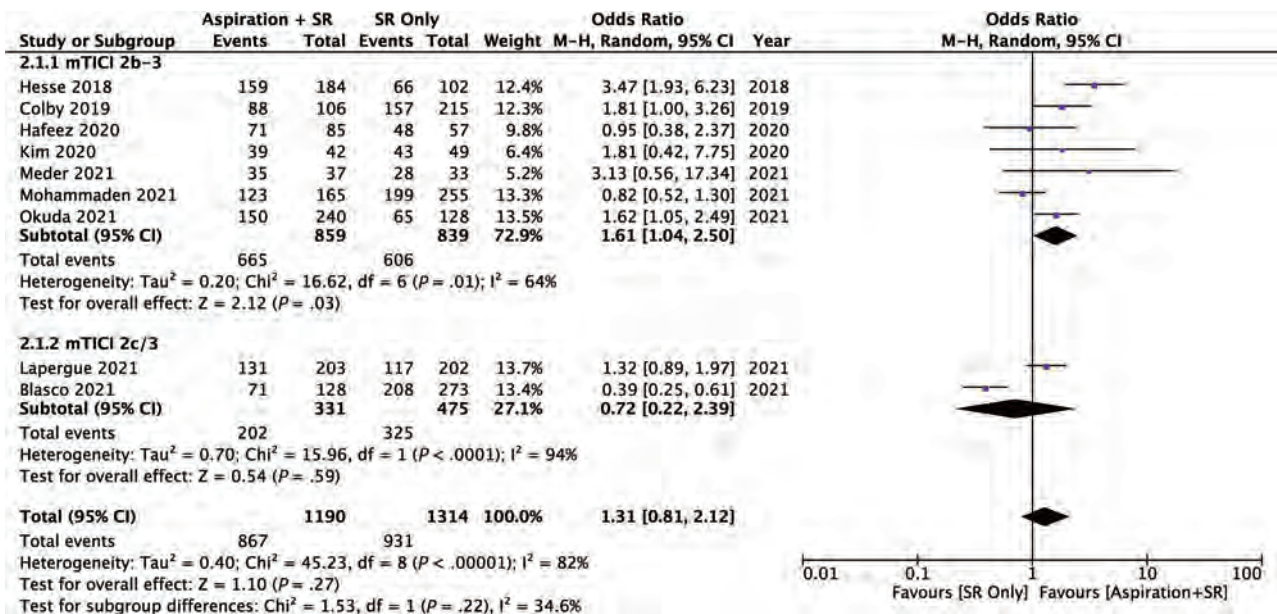 Aspiration + SR SR Only Odds Ratio Odds Ratio
Study or Subgroup Events Total Events Total Weight M-H, Random, 95% CI Year M-H, Random, 95% CI
2.1.1 mTICI 2b-3
Hesse 2018 159 184 66 102 12.4% 3.47 [1.93, 6.23] 2018
Colby 2019 88 106 157 215 12.3% 1.81 [1.00, 3.26] 2019
Hafeez 2020 71 85 48 57 9.8% 0.95 [0.38, 2.37] 2020
Kim 2020 39 42 43 49 6.4% 1.81 [0.42, 7.75] 2020
Meder 2021 35 37 28 33 5.2% 3.13 [0.56, 17.34] 2021
Mohammaden 2021 123 165 199 255 13.3% 0.82 [0.52, 1.30] 2021
Okuda 2021 150 240 65 128 13.5% 1.62 [1.05, 2.49] 2021
Subtotal (95% CI) 859 839 72.9% 1.61 [1.04, 2.50]
Total events 665 606
Heterogeneity: Tau² = 0.20; Chi² = 16.62, df = 6 (P = .01); I² = 64%
Test for overall effect: Z = 2.12 (P = .03)
2.1.2 mTICI 2c/3
Lapergue 2021 131 203 117 202 13.7% 1.32 [0.89, 1.97] 2021
Blasco 2021 71 128 208 273 13.4% 0.39 [0.25, 0.61] 2021
Subtotal (95% CI) 331 475 27.1% 0.72 [0.22, 2.39]
Total events 202 325
Heterogeneity: Tau² = 0.70; Chi² = 15.96, df = 1 (P < .0001); I² = 94%
Test for overall effect: Z = 0.54 (P = .59)
Total (95% CI) 1190 1314 100.0% 1.31 [0.81, 2.12]
Total events 867 931
Heterogeneity: Tau² = 0.40; Chi² = 45.23, df = 8 (P < .00001); I² = 82%
Test for overall effect: Z = 1.10 (P = .27)
Test for subgroup differences: Chi² = 1.53, df = 1 (P = .22), I² = 34.6%
0.01 0.1 1 10 100
Favours [SR Only] Favours [Aspiration+SR]